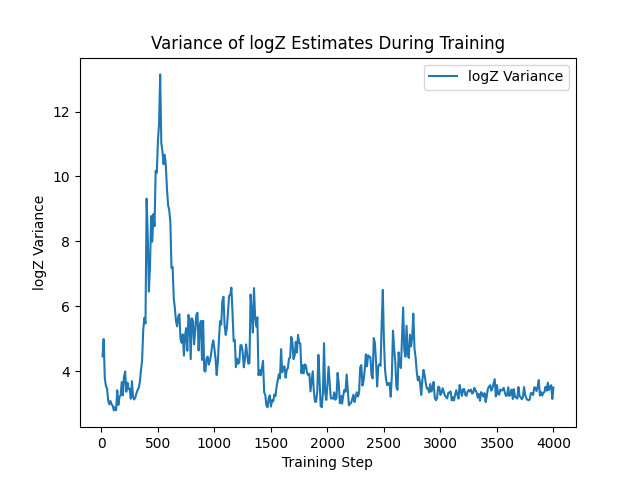 Variance of logZ Estimates During Training
logZ Variance
12
10
8
6
4
logZ Variance
0 500 1000 1500 2000 2500 3000 3500 4000
Training Step